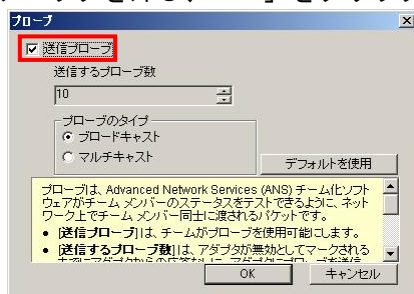 プローブ
送信プローブ
送信するプローブ数
10
プローブのタイプ
ブロードキャスト
マルチキャスト
デフォルトを使用
プローブは、Advanced Network Services (ANS) チーム化ソフト
ウェアがチーム メンバーのステータスをテストできるように、ネット
ワーク上でチーム メンバー同士に渡されるパケットです。
• [送信プローブ]は、チームがプローブを使用可能にします。
• [送信するプローブ数]は、アダプタが無効としてマークされる
OK
キャンセル